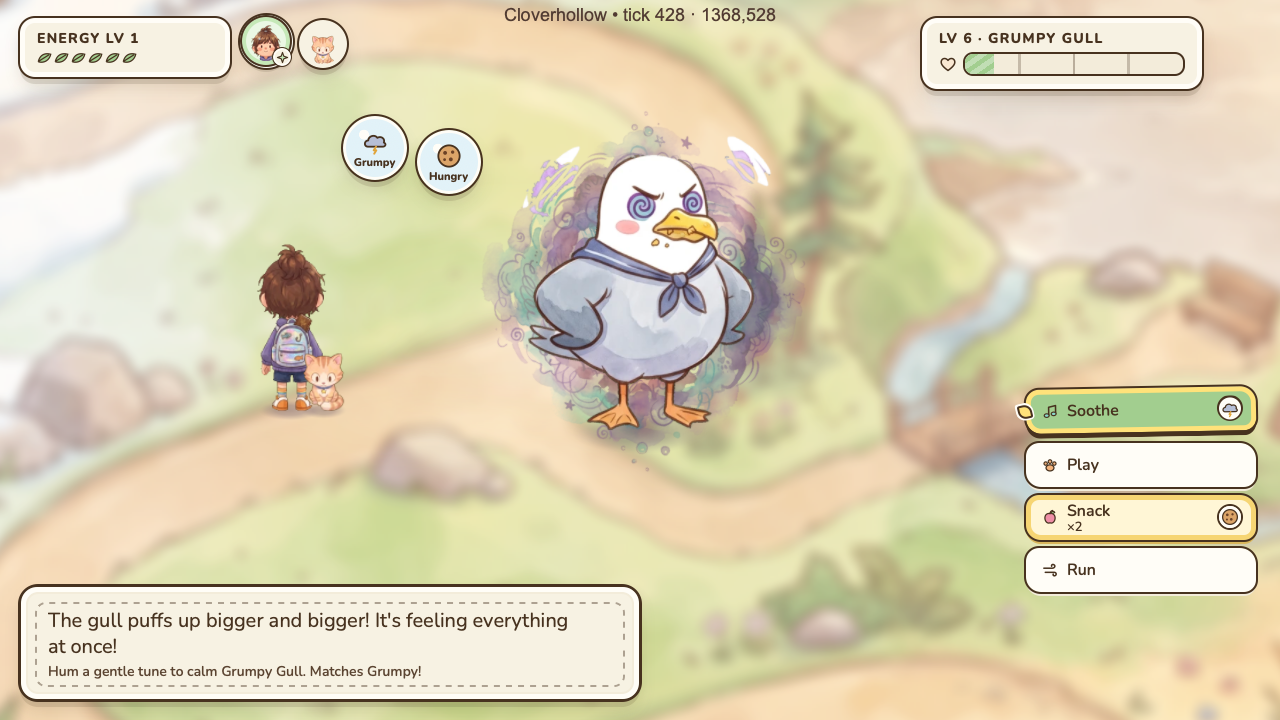 Cloverhollow • tick 428 · 1368,528
ENERGY LV 1
LV 6 · GRUMPY GULL
Grumpy
Hungry
Soothe
Play
Snack
×2
Run
The gull puffs up bigger and bigger! It's feeling everything
at once!
Hum a gentle tune to calm Grumpy Gull. Matches Grumpy!